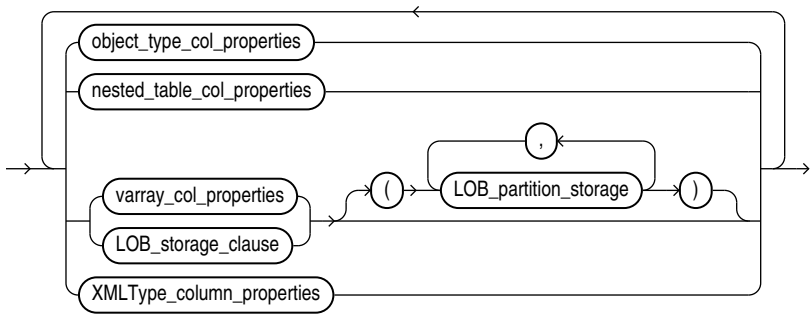 object_type_col_properties
nested_table_col_properties
,
varray_col_properties ( LOB_partition_storage )
LOB_storage_clause
XMLType_column_properties